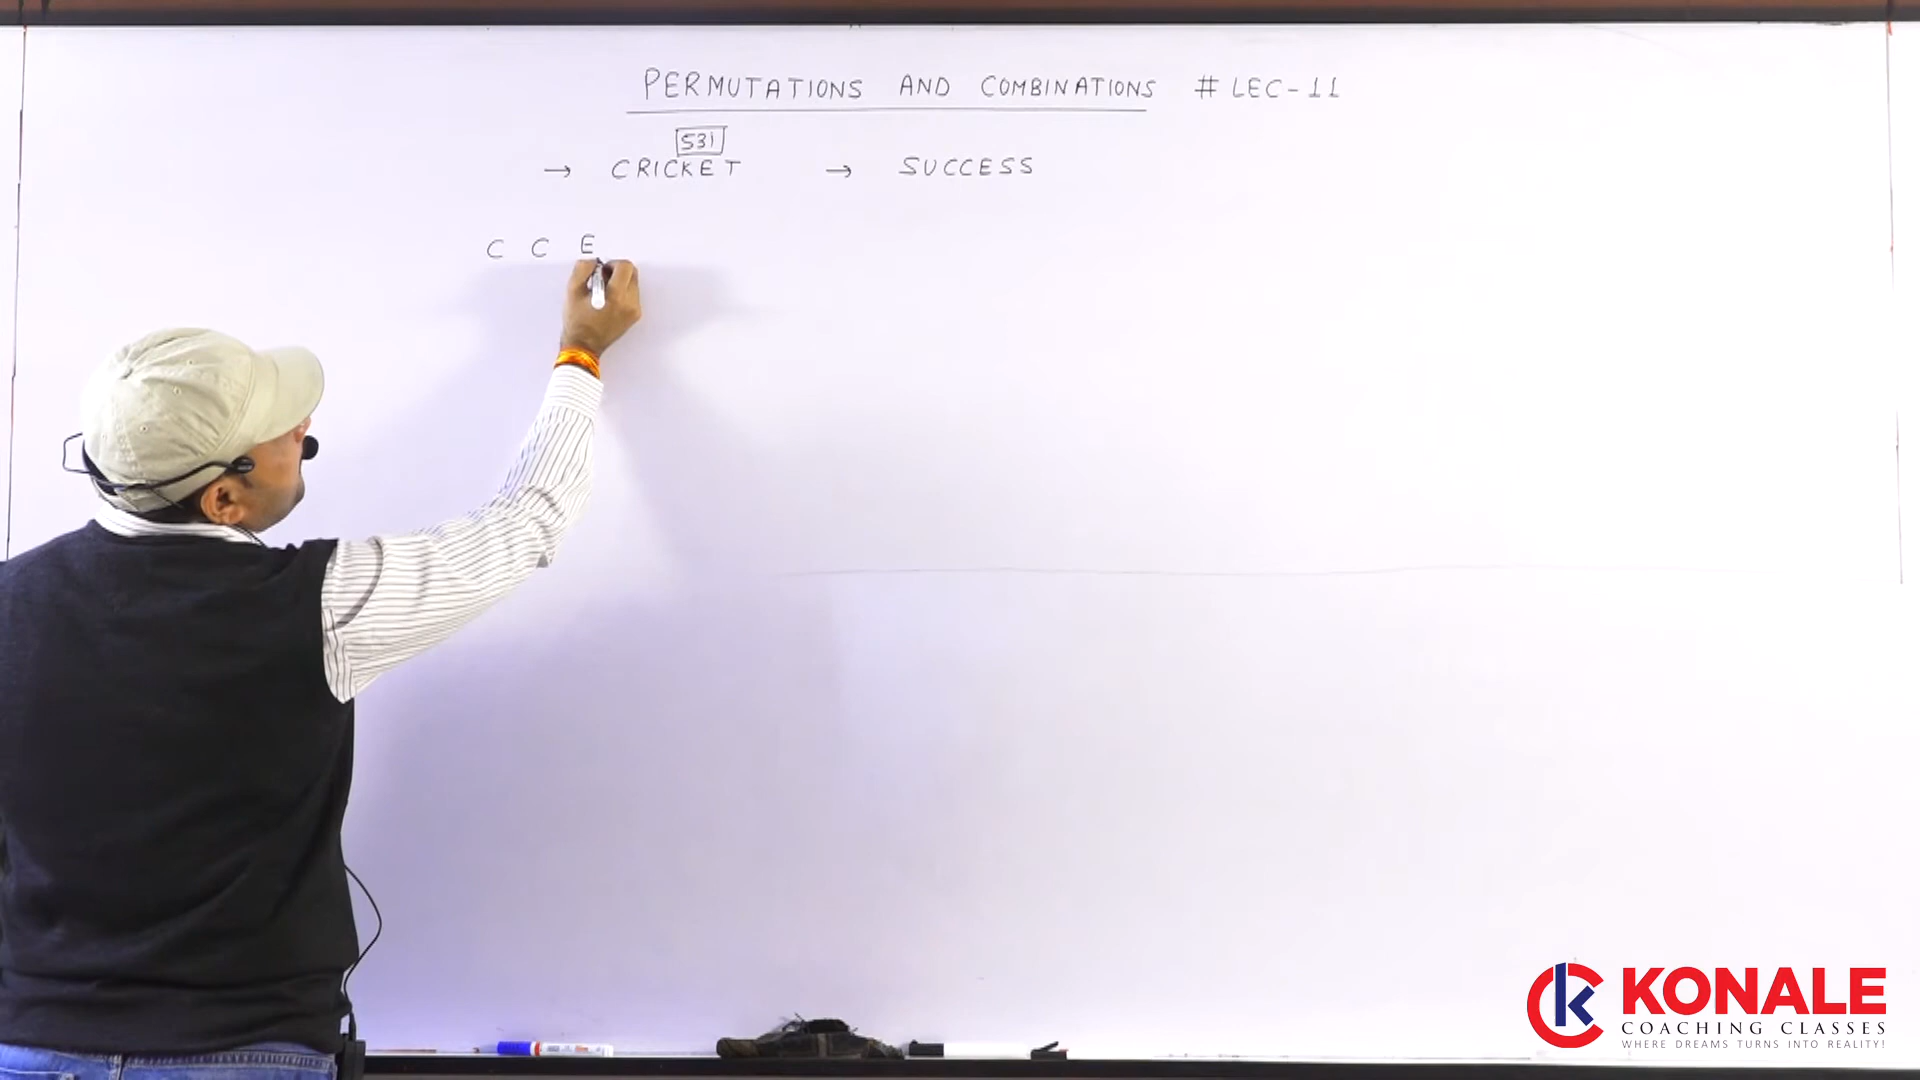 PERMUTATIONS AND COMBINATIONS # LEC-11
531
→ CRICKET → SUCCESS
C C E
KONALE
COACHING CLASSES
WHERE DREAMS TURNS INTO REALITY!